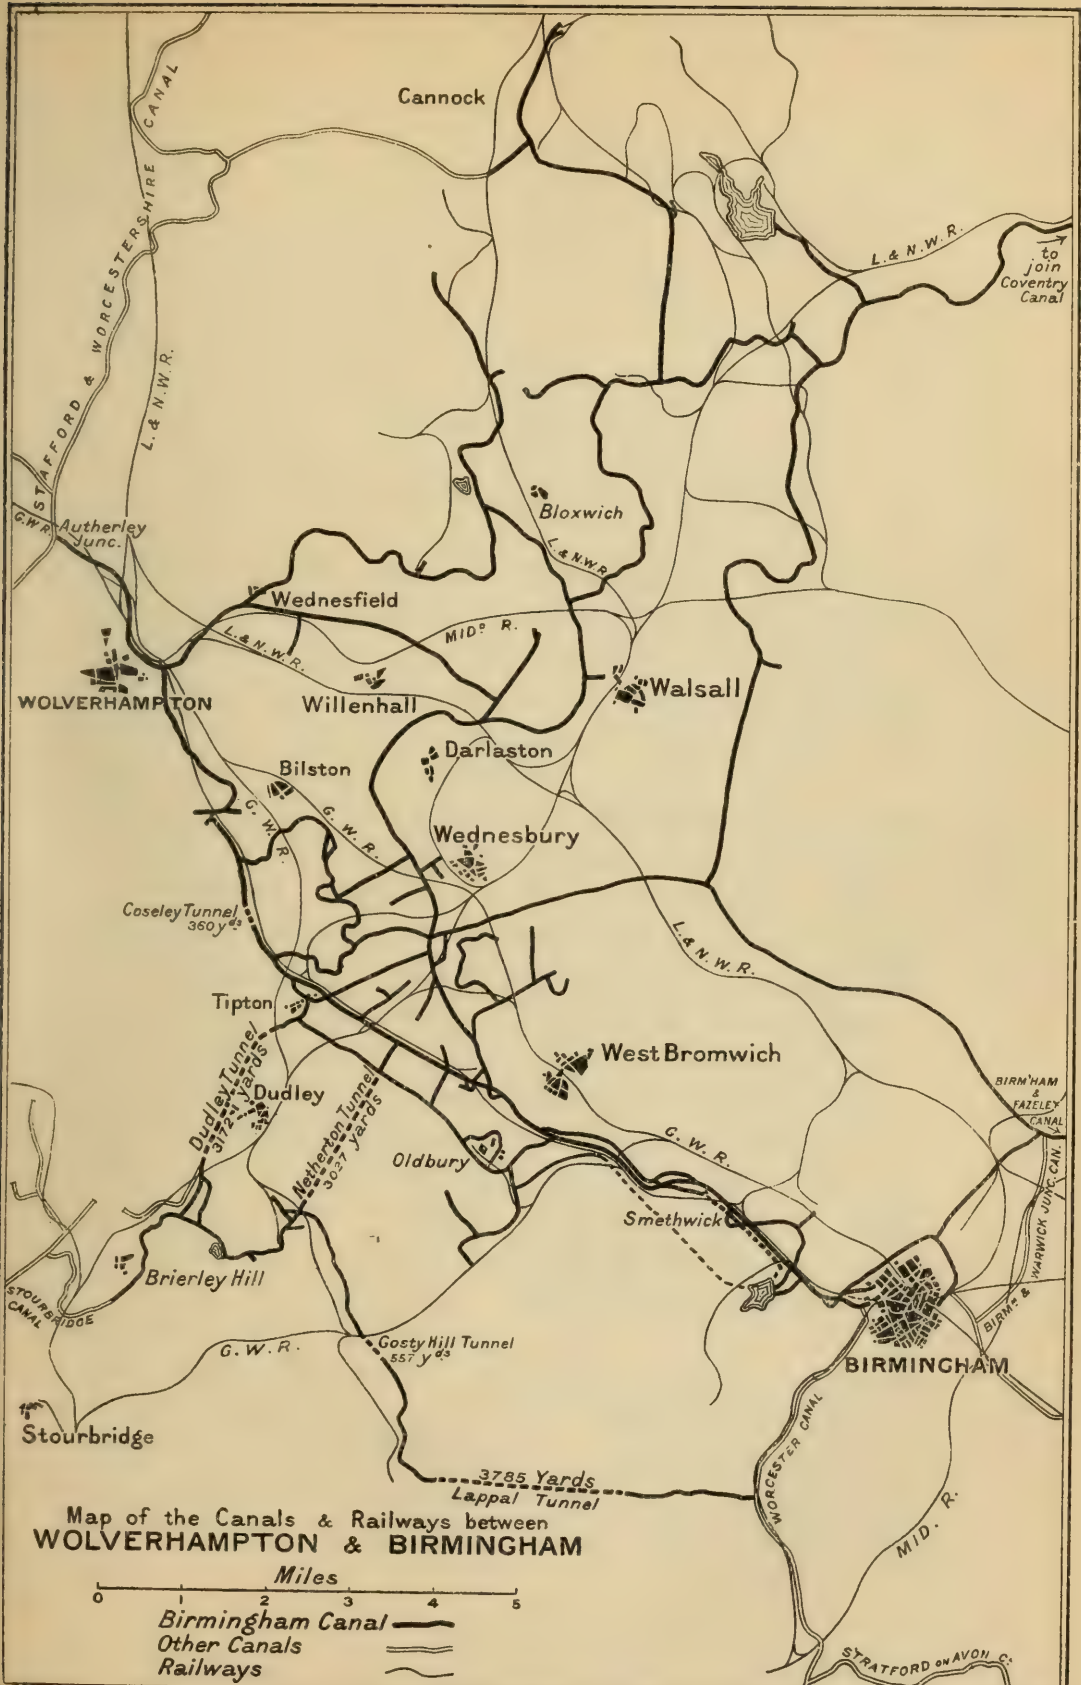 Cannock
STAFFORD & WORCESTERSHIRE CANAL
L. & N. W. R.
L. & N. W. R.
to
join
Coventry
Canal
G.W.R.
Autherley
Junc.
Bloxwich
L. & N. W. R.
Wednesfield
L. & N. W. R.
MIDD R.
WOLVERHAMPTON
Willenhall
Walsall
Darlaston
Bilston
G. W. R.
G. W. R.
Wednesbury
Coseley Tunnel
360 yds
L. & N. W. R.
Tipton
West Bromwich
Dudley Tunnel
3172 yards
Dudley
Netherton Tunnel
3027 yards
BIRM'HAM
&
FAZELEY
CANAL
Oldbury
G. W. R.
Smethwick
BIRMM & WARWICK JUNC. CAN.
Brierley Hill
STOURBRIDGE
CANAL
G. W. R.
Gosty Hill Tunnel
557 yds
BIRMINGHAM
Stourbridge
WORCESTER CANAL
3785 Yards
Lappal Tunnel
MID. R.
Map of the Canals & Railways between
WOLVERHAMPTON & BIRMINGHAM
Miles
0 1 2 3 4 5
Birmingham Canal
Other Canals
Railways
STRATFORD ON AVON C.